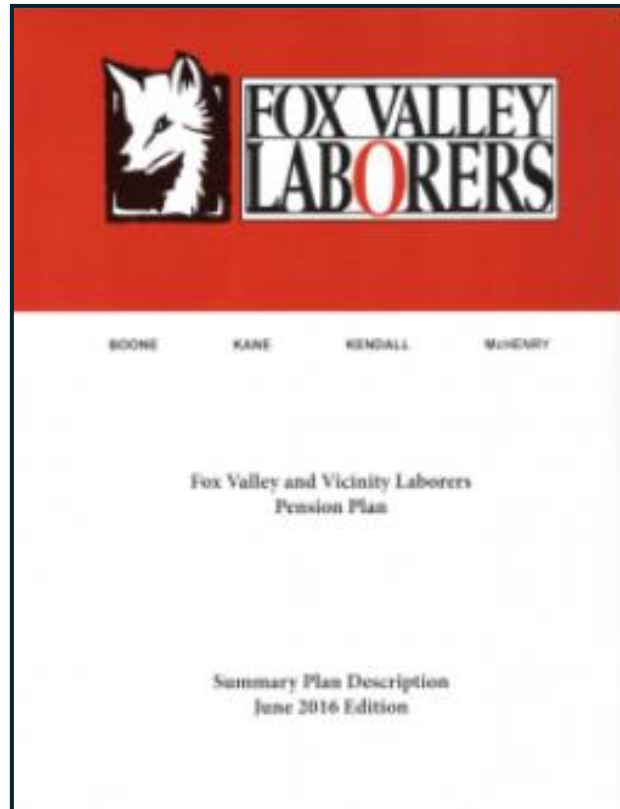 FOX VALLEY
LABORERS
BOONE KANE KENDALL McHENRY
Fox Valley and Vicinity Laborers
Pension Plan
Summary Plan Description
June 2016 Edition